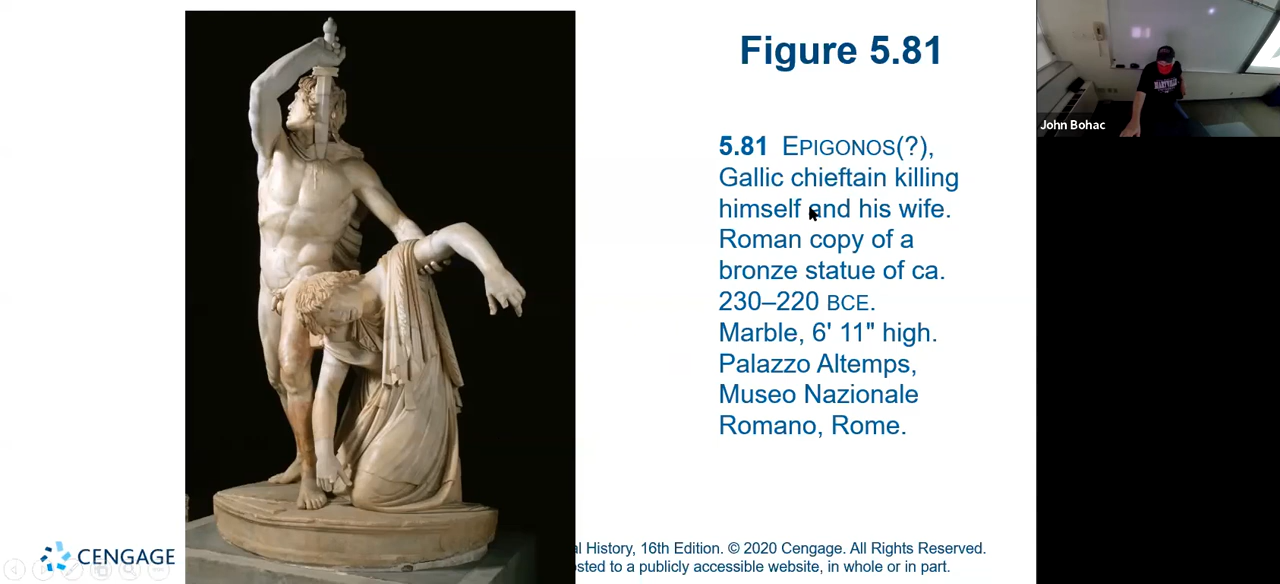 Figure 5.81
5.81 EPIGONOS(?),
Gallic chieftain killing
himself and his wife.
Roman copy of a
bronze statue of ca.
230–220 BCE.
Marble, 6' 11" high.
Palazzo Altemps,
Museo Nazionale
Romano, Rome.
CENGAGE
al History, 16th Edition. © 2020 Cengage. All Rights Reserved.
sted to a publicly accessible website, in whole or in part.
John Bohac